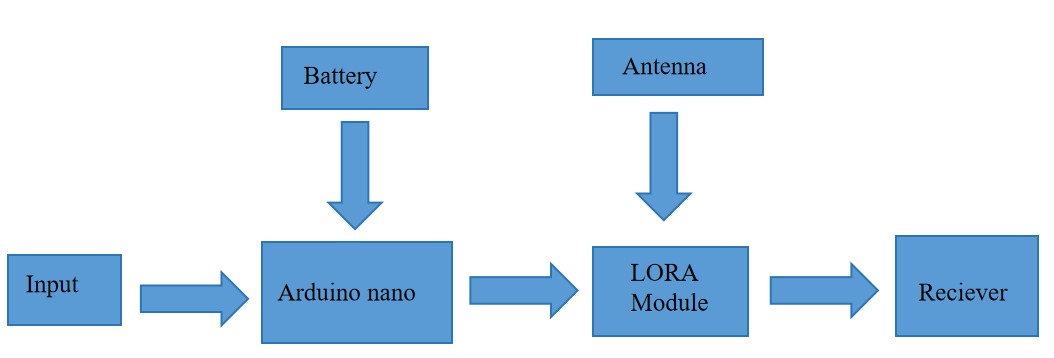 Battery
Antenna
Input
Arduino nano
LORA
Module
Reciever